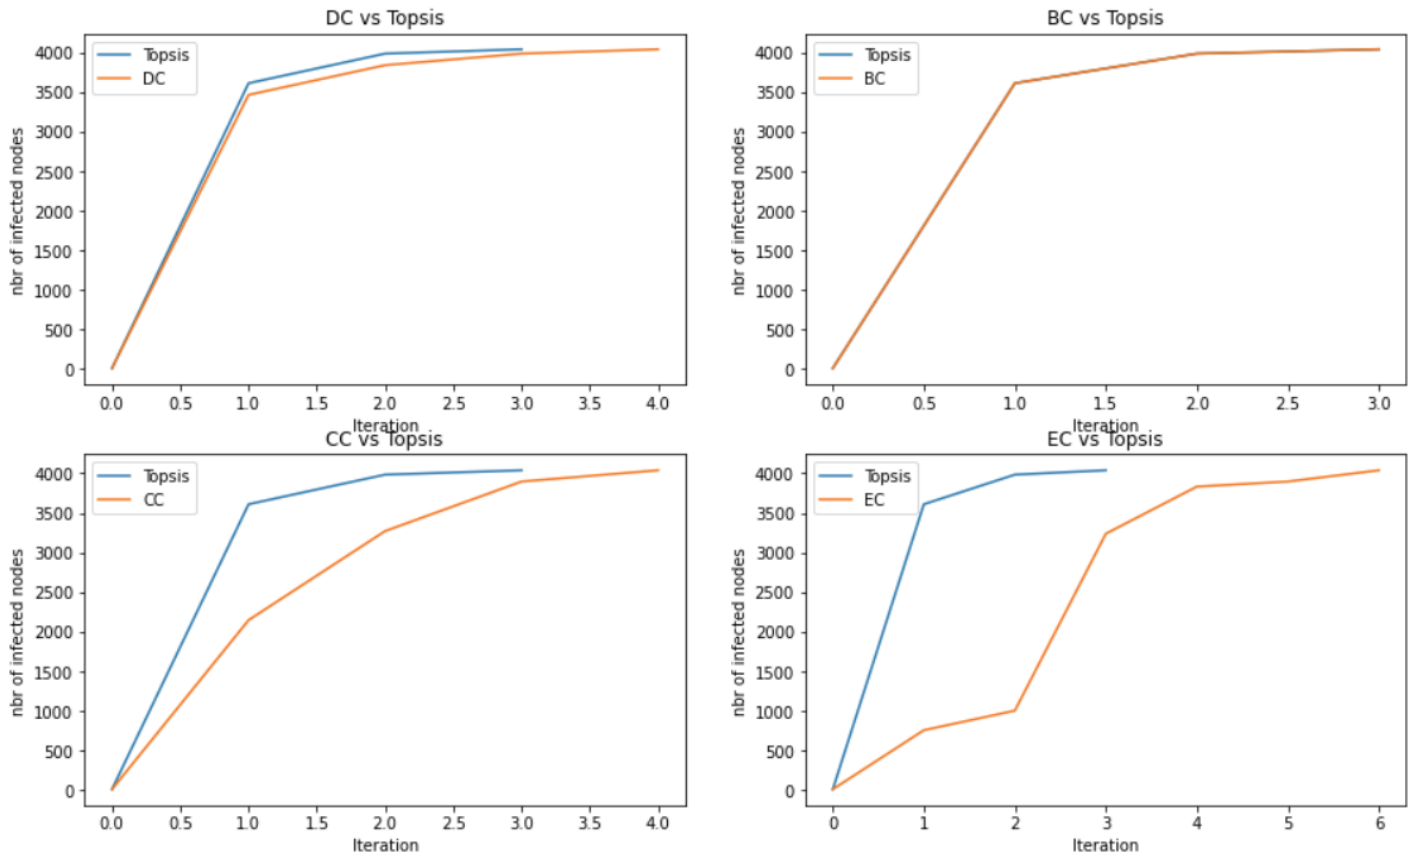 DC vs Topsis
Topsis
DC
nbr of infected nodes
4000
3500
3000
2500
2000
1500
1000
500
0
0.0 0.5 1.0 1.5 2.0 2.5 3.0 3.5 4.0
Iteration
BC vs Topsis
Topsis
BC
nbr of infected nodes
4000
3500
3000
2500
2000
1500
1000
500
0
0.0 0.5 1.0 1.5 2.0 2.5 3.0
Iteration
CC vs Topsis
Topsis
CC
nbr of infected nodes
4000
3500
3000
2500
2000
1500
1000
500
0
0.0 0.5 1.0 1.5 2.0 2.5 3.0 3.5 4.0
Iteration
EC vs Topsis
Topsis
EC
nbr of infected nodes
4000
3500
3000
2500
2000
1500
1000
500
0
0 1 2 3 4 5 6
Iteration